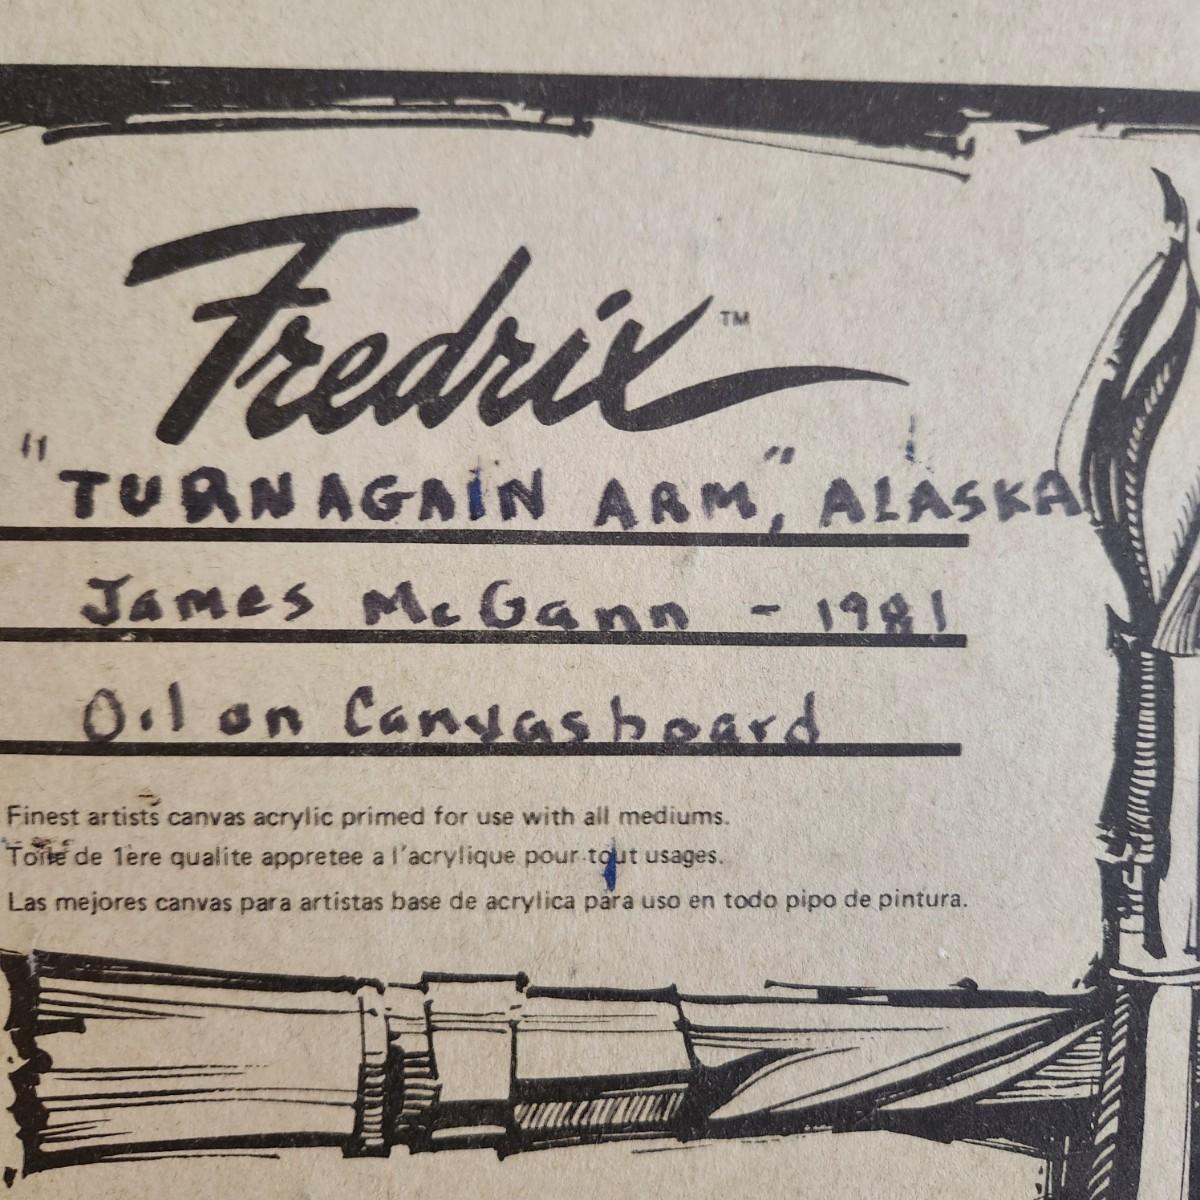 Fredrix™
"TURNAGAIN ARM," ALASKA
James McGann - 1981
Oil on Canvasboard
Finest artists canvas acrylic primed for use with all mediums.
Toile de 1ère qualite appretee a l'acrylique pour tout usages.
Las mejores canvas para artistas base de acrylica para uso en todo pipo de pintura.